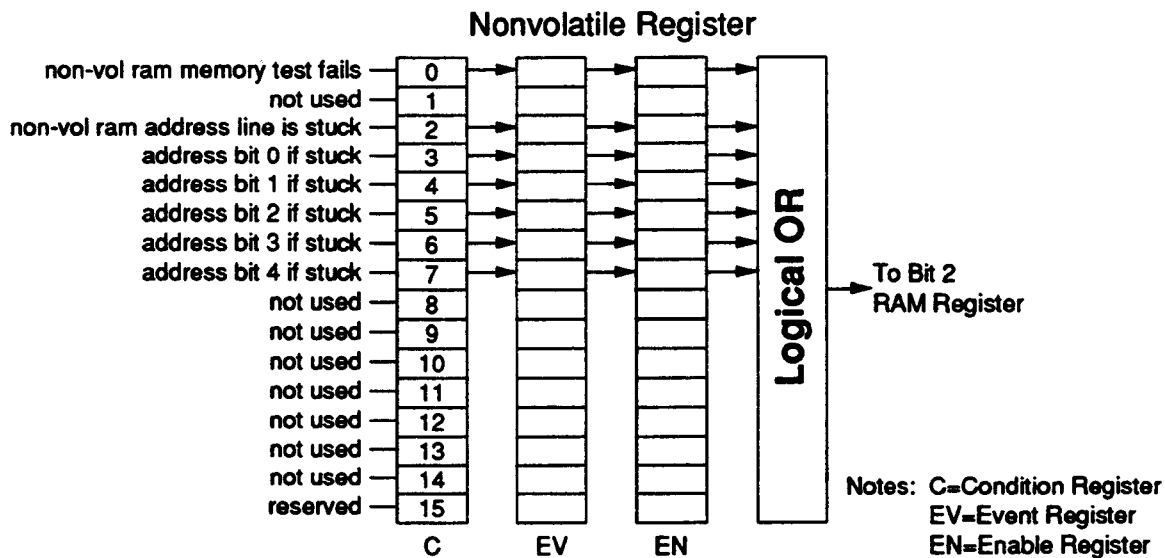 Nonvolatile Register
non-vol ram memory test fails 0
not used 1
non-vol ram address line is stuck 2
address bit 0 if stuck 3
address bit 1 if stuck 4
address bit 2 if stuck 5
address bit 3 if stuck 6
address bit 4 if stuck 7
not used 8
not used 9
not used 10
not used 11
not used 12
not used 13
not used 14
reserved 15
C EV EN
Logical OR
To Bit 2
RAM Register
Notes: C=Condition Register
EV=Event Register
EN=Enable Register